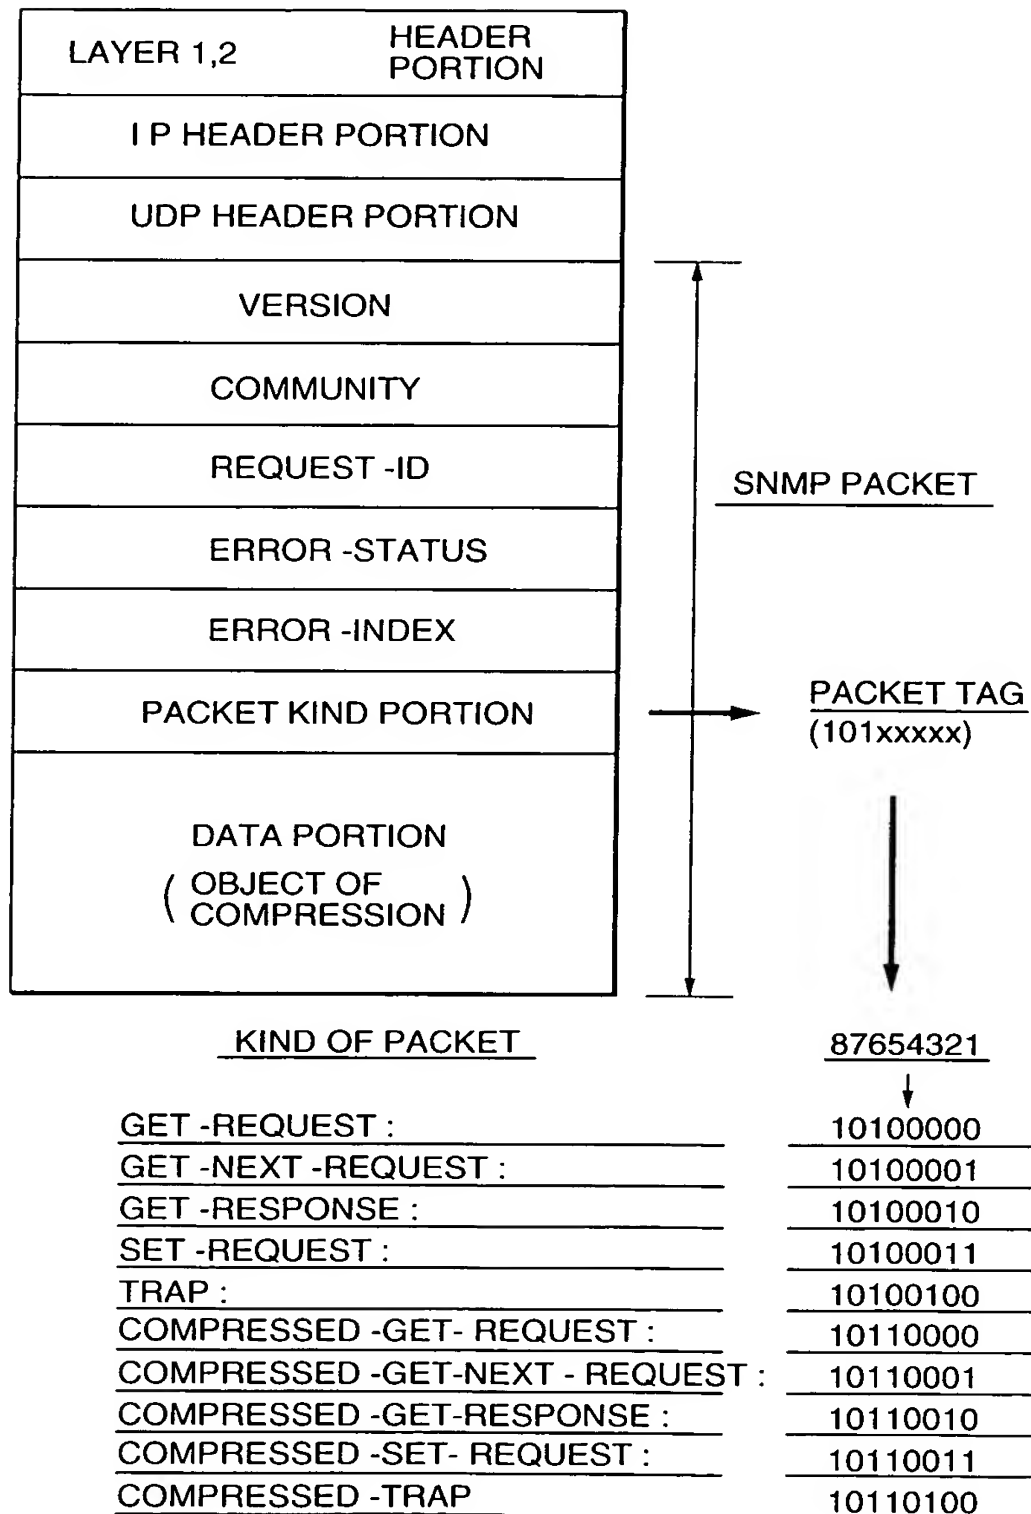 LAYER 1,2 HEADER
PORTION
I P HEADER PORTION
UDP HEADER PORTION
VERSION
COMMUNITY
REQUEST -ID
SNMP PACKET
ERROR -STATUS
ERROR -INDEX
PACKET KIND PORTION
PACKET TAG
(101xxxxx)
DATA PORTION
( OBJECT OF
COMPRESSION )
KIND OF PACKET 87654321
GET -REQUEST : 10100000
GET -NEXT -REQUEST : 10100001
GET -RESPONSE : 10100010
SET -REQUEST : 10100011
TRAP : 10100100
COMPRESSED -GET- REQUEST : 10110000
COMPRESSED -GET-NEXT - REQUEST : 10110001
COMPRESSED -GET-RESPONSE : 10110010
COMPRESSED -SET- REQUEST : 10110011
COMPRESSED -TRAP 10110100